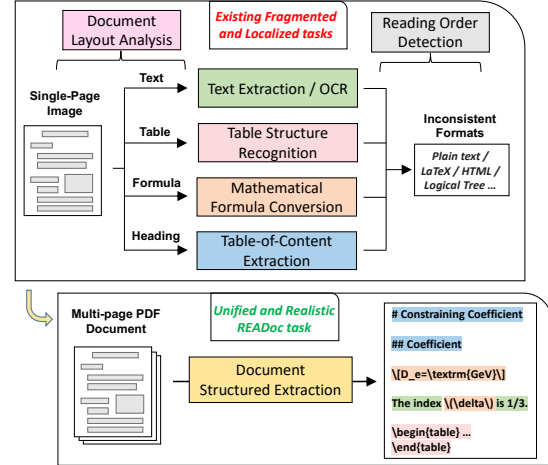 Document
Layout Analysis
Existing Fragmented
and Localized tasks
Reading Order
Detection
Single-Page
Image
Text
Text Extraction / OCR
Table
Table Structure
Recognition
Formula
Mathematical
Formula Conversion
Heading
Table-of-Content
Extraction
Inconsistent
Formats
Plain text /
LaTeX / HTML /
Logical Tree ...
Multi-page PDF
Document
Unified and Realistic
READoc task
Document
Structured Extraction
# Constraining Coefficient
## Coefficient
\[D_e=\textrm{GeV}\]
The index \(\delta\) is 1/3.
\begin{table} ...
\end{table}